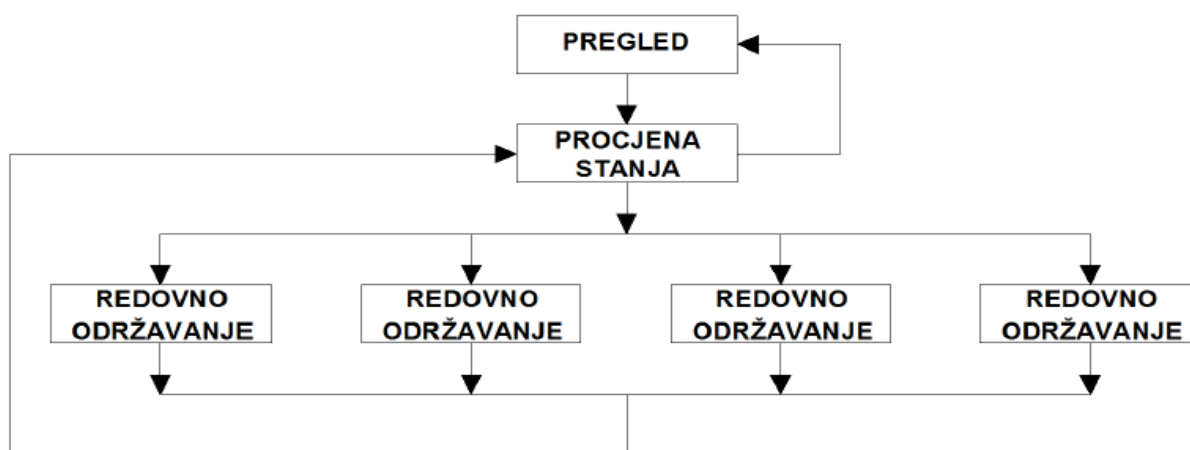 PREGLED
PROCJENA
STANJA
REDOVNO
ODRŽAVANJE
REDOVNO
ODRŽAVANJE
REDOVNO
ODRŽAVANJE
REDOVNO
ODRŽAVANJE